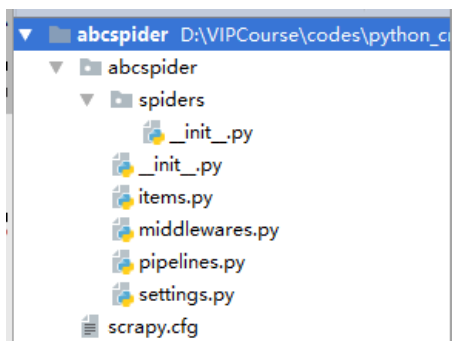 abcspider D:\VIPCourse\codes\python_cr
abcspider
spiders
__init__.py
__init__.py
items.py
middlewares.py
pipelines.py
settings.py
scrapy.cfg